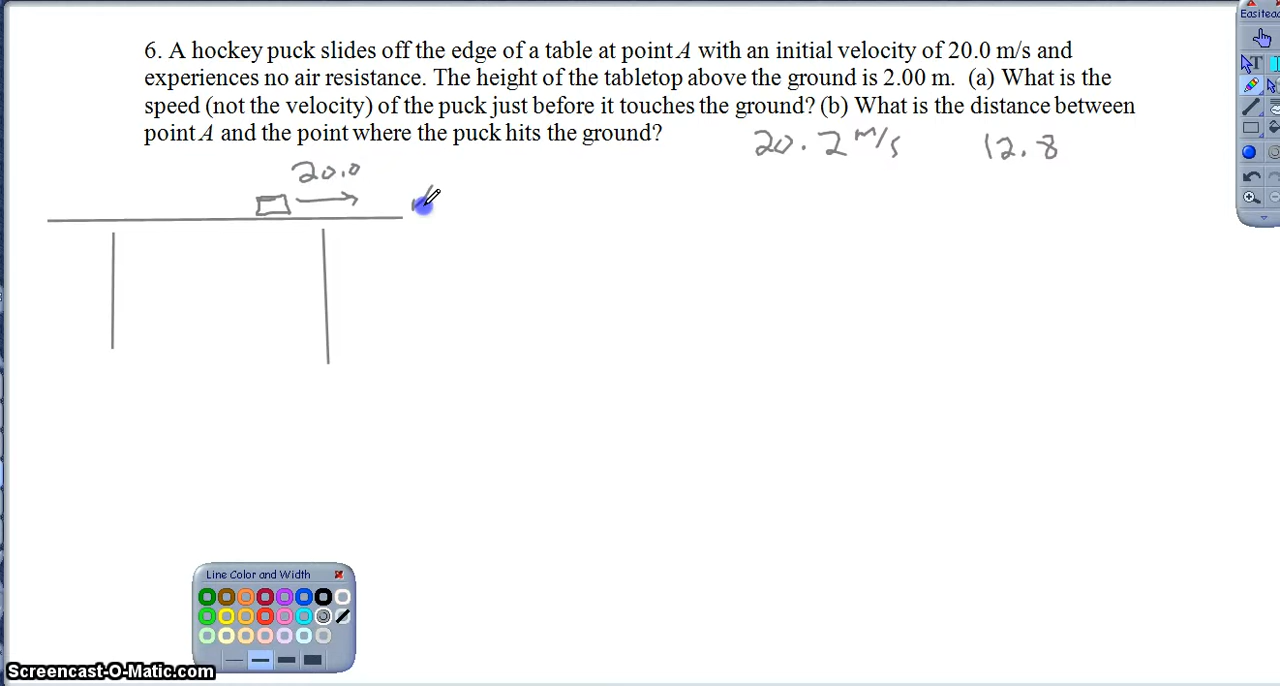 6. A hockey puck slides off the edge of a table at point A with an initial velocity of 20.0 m/s and
experiences no air resistance. The height of the tabletop above the ground is 2.00 m.  (a) What is the
speed (not the velocity) of the puck just before it touches the ground? (b) What is the distance between
point A and the point where the puck hits the ground?
20.2 m/s 12.8
20.0
Line Color and Width
Screencast-O-Matic.com